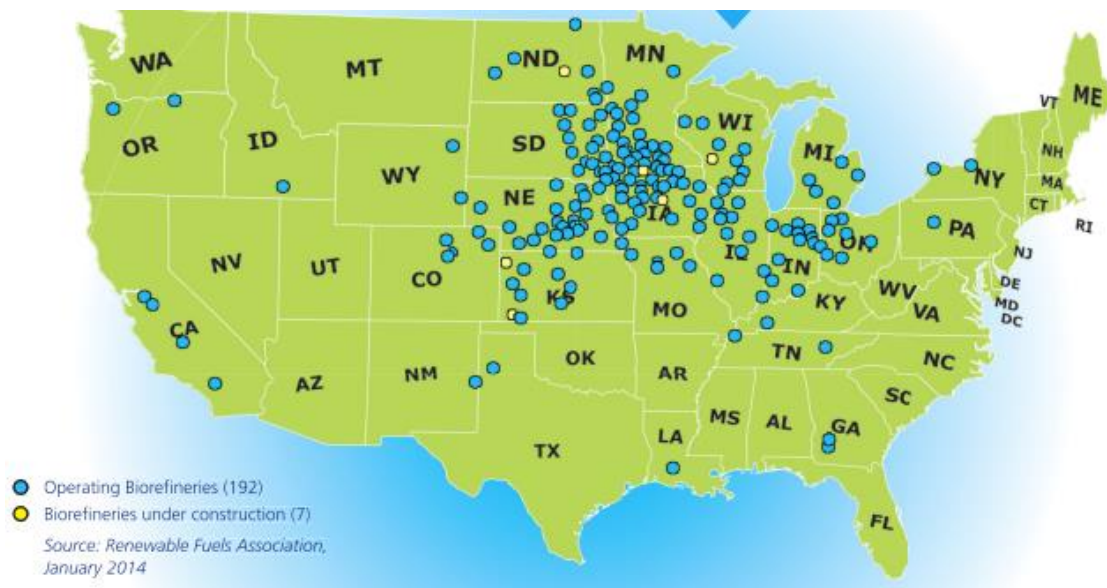 WA
MT
ND
MN
VT
ME
OR
ID
SD
WI
MI
NH
WY
NY
MA
NE
IA
CT
RI
PA
NV
UT
CO
IL
IN
OH
NJ
DE
MD
DC
KS
MO
KY
WV
VA
CA
AZ
NM
OK
AR
TN
NC
SC
TX
LA
MS
AL
GA
FL
Operating Biorefineries (192)
Biorefineries under construction (7)
Source: Renewable Fuels Association,
January 2014